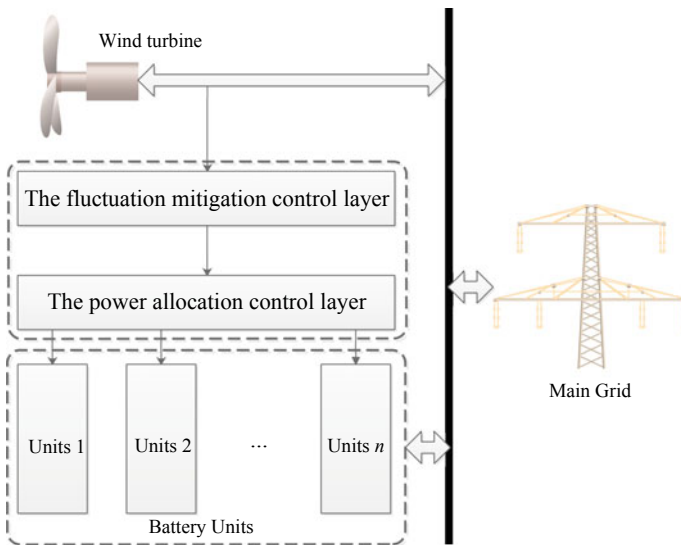 Wind turbine
The fluctuation mitigation control layer
The power allocation control layer
Main Grid
Units 1
Units 2
...
Units n
Battery Units